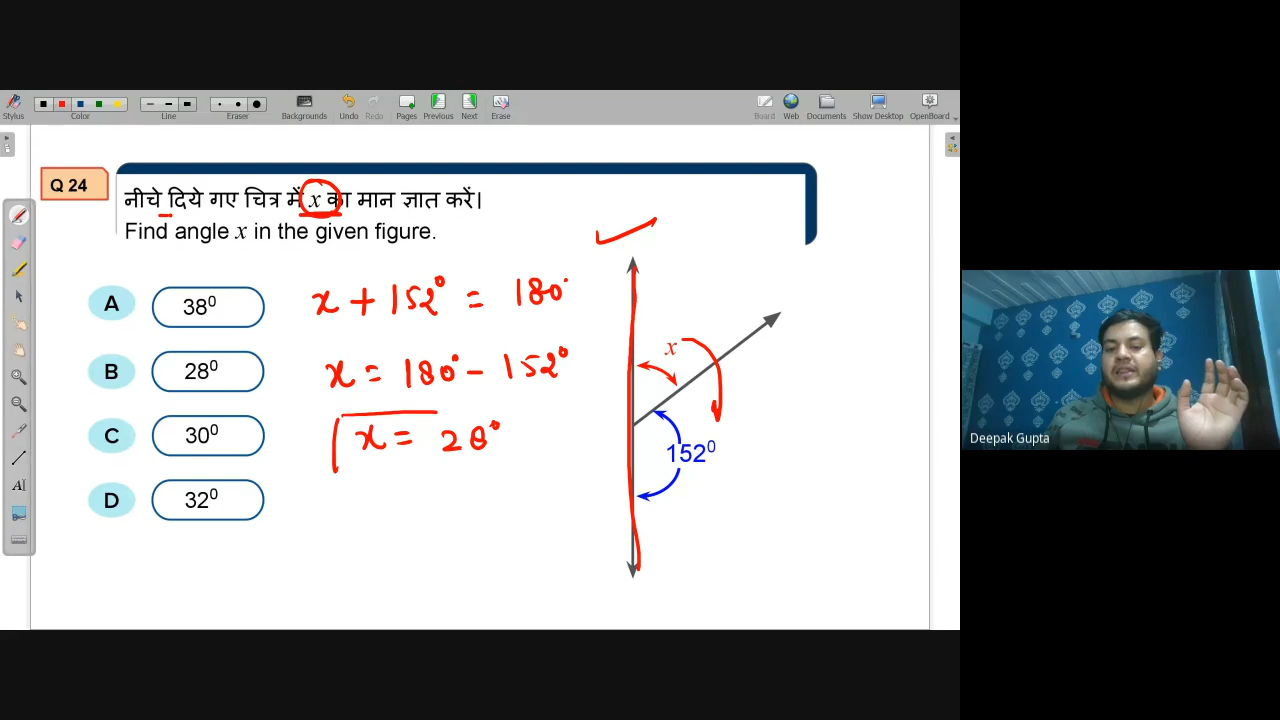 Stylus
Color
Line
Eraser
Backgrounds
Undo
Redo
Pages
Previous
Next
Erase
Board
Web
Documents
Show Desktop
OpenBoard
Q 24
नीचे दिये गए चित्र में x का मान ज्ञात करें।
Find angle x in the given figure.
A 38⁰
B 28⁰
C 30⁰
D 32⁰
x + 152° = 180°
x = 180° - 152°
x = 28°
x
152⁰
Deepak Gupta